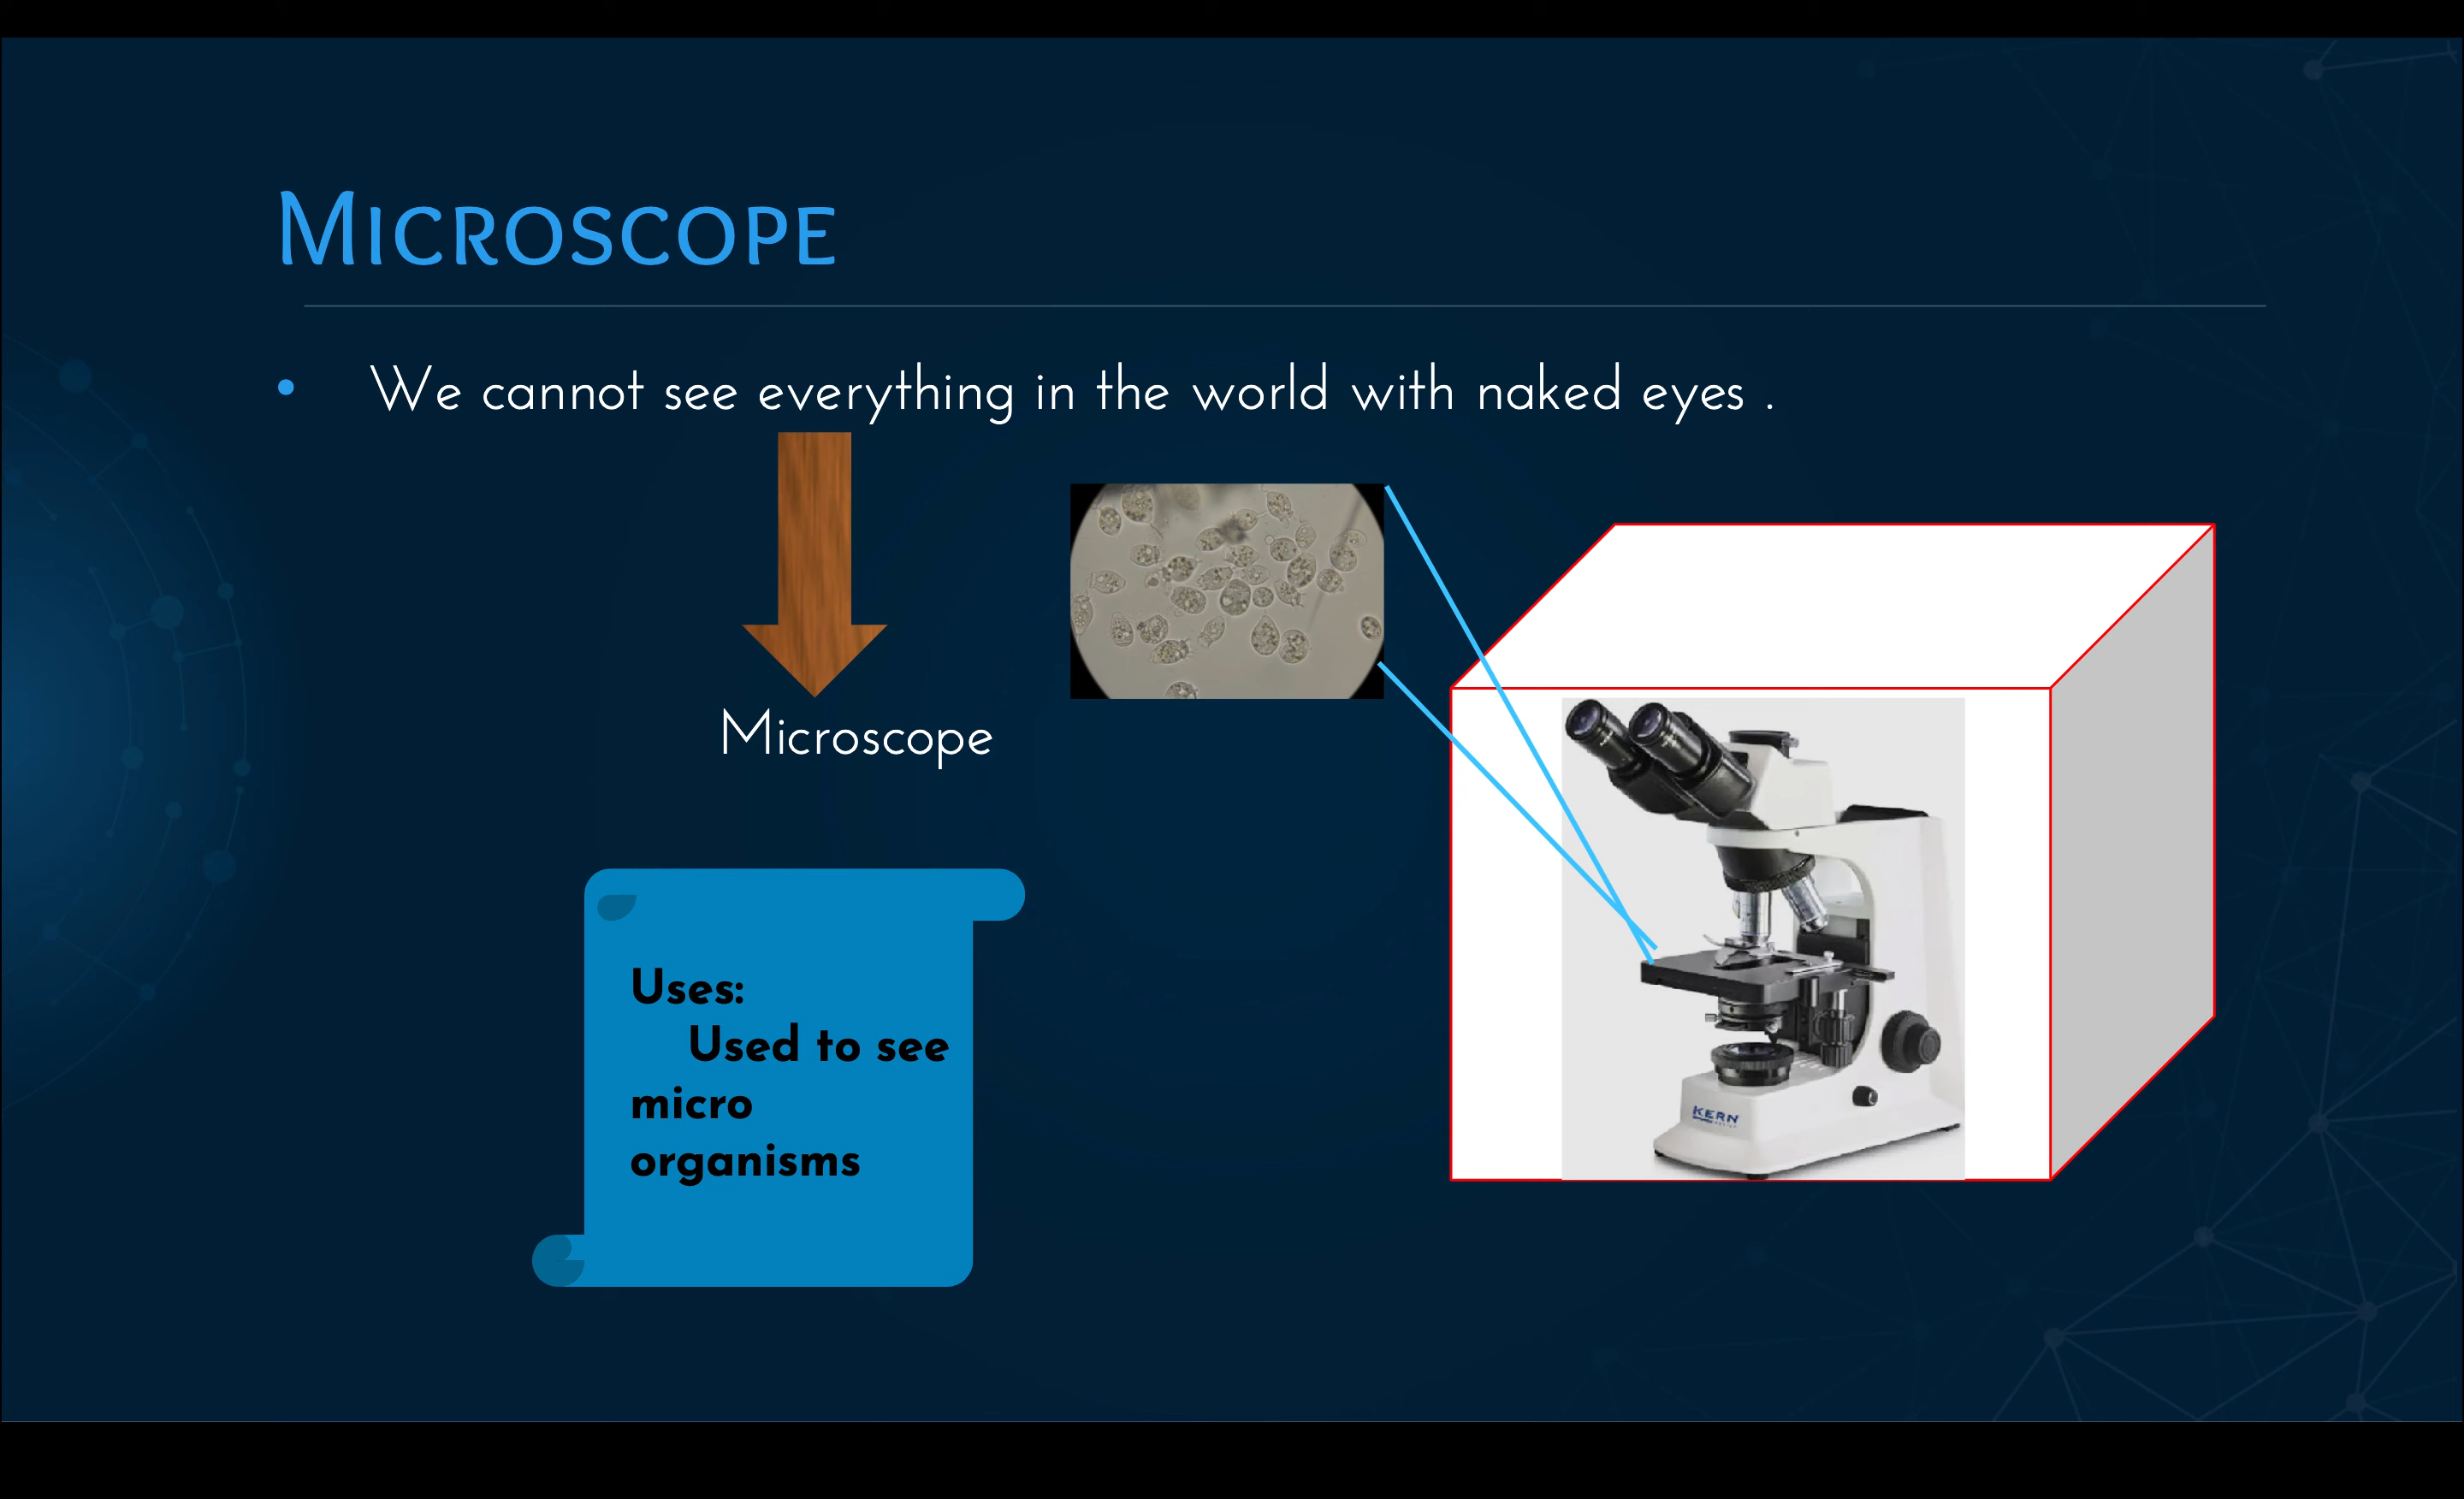 MICROSCOPE
• We cannot see everything in the world with naked eyes .
Microscope
Uses:
Used to see
micro
organisms
KERN